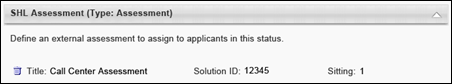 SHL Assessment (Type: Assessment)
Define an external assessment to assign to applicants in this status.
Title: Call Center Assessment Solution ID: 12345 Sitting: 1